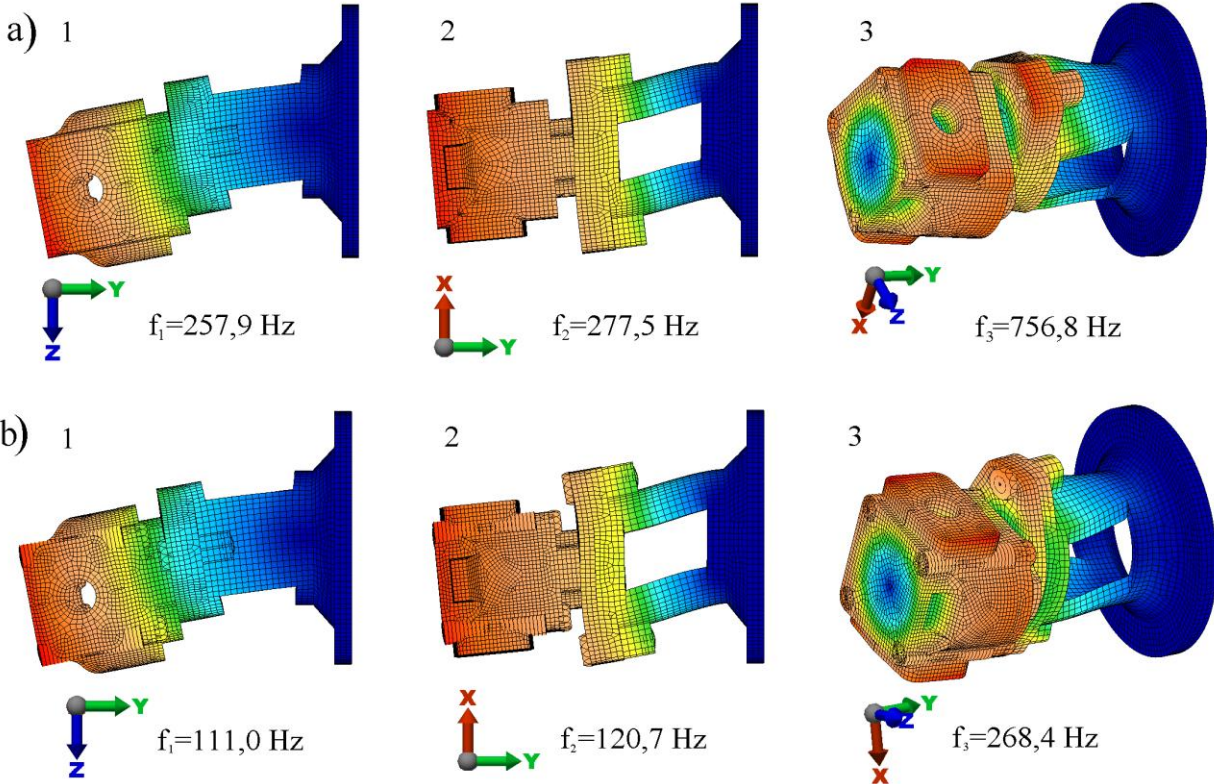 a) 1 2 3
Y
Z
f₁=257,9 Hz
X
Y
f₂=277,5 Hz
Y
X
Z
f₃=756,8 Hz
b) 1 2 3
Y
Z
f₁=111,0 Hz
X
Y
f₂=120,7 Hz
Y
Z
X
f₃=268,4 Hz